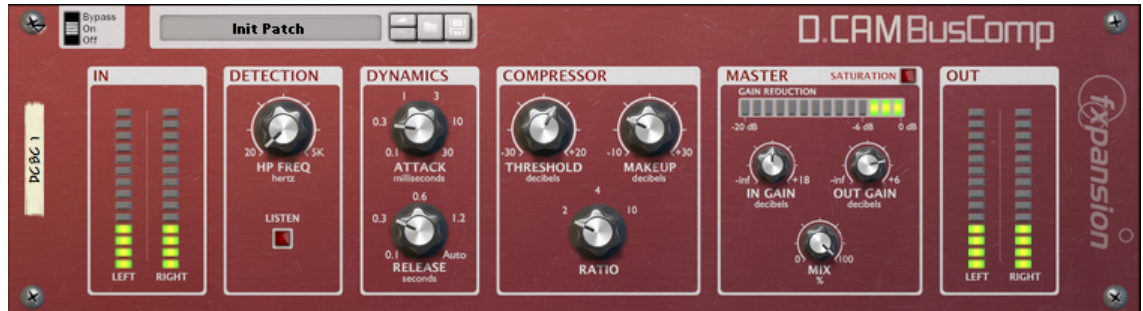 Bypass
On
Off
Init Patch
D.CAM BusComp
IN
LEFT RIGHT
DCBC 1
DETECTION
20 5K
HP FREQ
hertz
LISTEN
DYNAMICS
0.1 0.3 1 3 10 30
ATTACK
milliseconds
0.1 0.3 0.6 1.2 Auto
RELEASE
seconds
COMPRESSOR
-30 +20
THRESHOLD
decibels
-10 +30
MAKEUP
decibels
2 4 10
RATIO
MASTER SATURATION
GAIN REDUCTION
-20 dB -6 dB 0 dB
-inf +18
IN GAIN
decibels
-inf +6
OUT GAIN
decibels
0 100
MIX
%
OUT
LEFT RIGHT
fxpansion